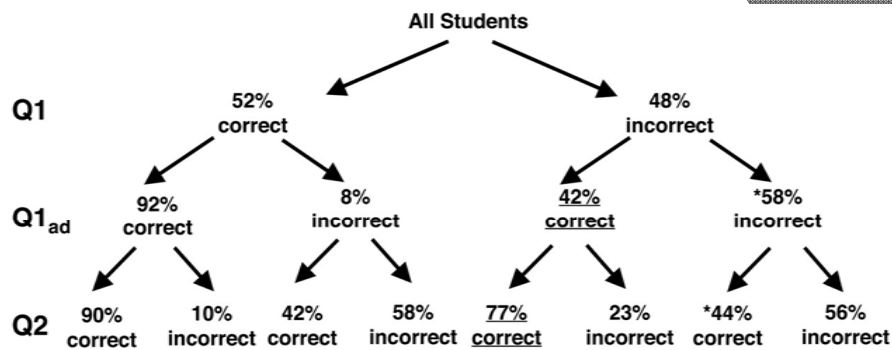 All Students
Q1
52%
correct
48%
incorrect
Q1ad
92%
correct
8%
incorrect
42%
correct
*58%
incorrect
Q2
90%
correct
10%
incorrect
42%
correct
58%
incorrect
77%
correct
23%
incorrect
*44%
correct
56%
incorrect